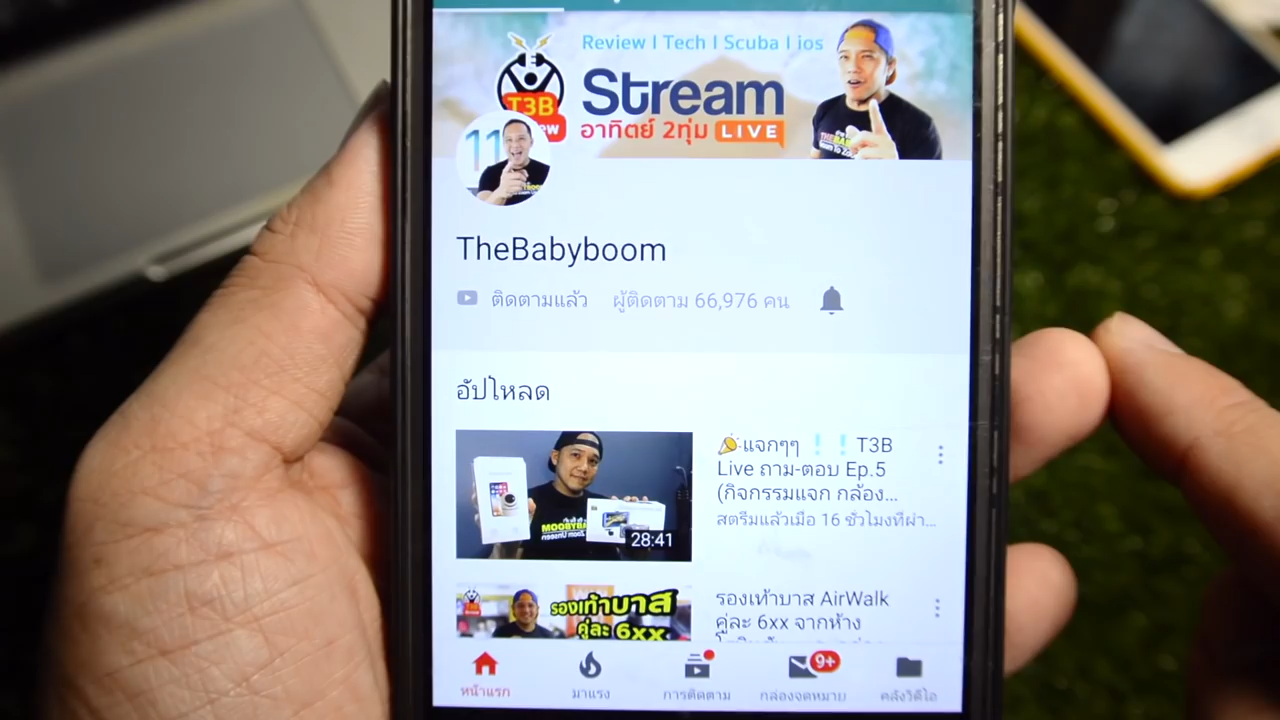 Review | Tech | Scuba | ios
Stream
T3B
อาทิตย์ 2ทุ่ม LIVE
11
TheBabyboom
ติดตามแล้ว ผู้ติดตาม 66,976 คน
อัปโหลด
🎉แจกๆๆ ❕❕T3B
Live ถาม-ตอบ Ep.5
(กิจกรรมแจก กล้อง...
สตรีมแล้วเมื่อ 16 ชั่วโมงที่ผ่า...
28:41
รองเท้าบาส
คู่ละ 6xx
รองเท้าบาส AirWalk
คู่ละ 6xx จากห้าง
9+
หน้าแรก
มาแรง
การติดตาม
กล่องจดหมาย
คลังวิดีโอ